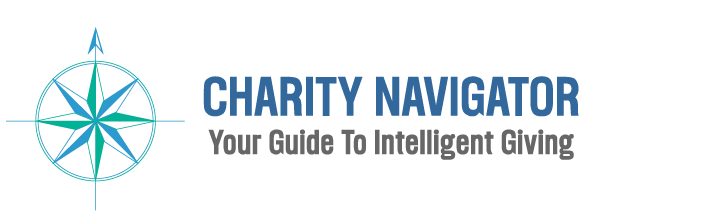 CHARITY NAVIGATOR
Your Guide To Intelligent Giving